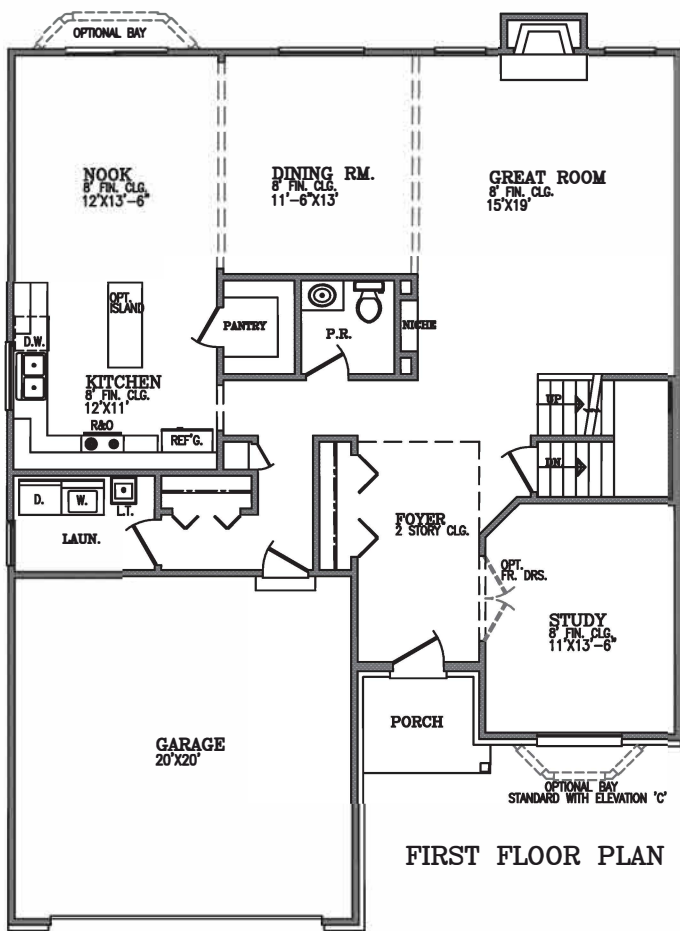 OPTIONAL BAY
NOOK
8' FIN. CLG.
12'X13'-6"
DINING RM.
8' FIN. CLG.
11'-6"X13'
GREAT ROOM
8' FIN. CLG.
15'X19'
OPT.
ISLAND
D.W.
PANTRY
P.R.
NICHE
KITCHEN
8' FIN. CLG.
12'X11'
R&O
REF'G.
UP
DN.
D.
W.
L.T.
LAUN.
FOYER
2 STORY CLG.
OPT.
FR. DRS.
STUDY
8' FIN. CLG.
11'X13'-6"
PORCH
GARAGE
20'X20'
OPTIONAL BAY
STANDARD WITH ELEVATION 'C'
FIRST FLOOR PLAN